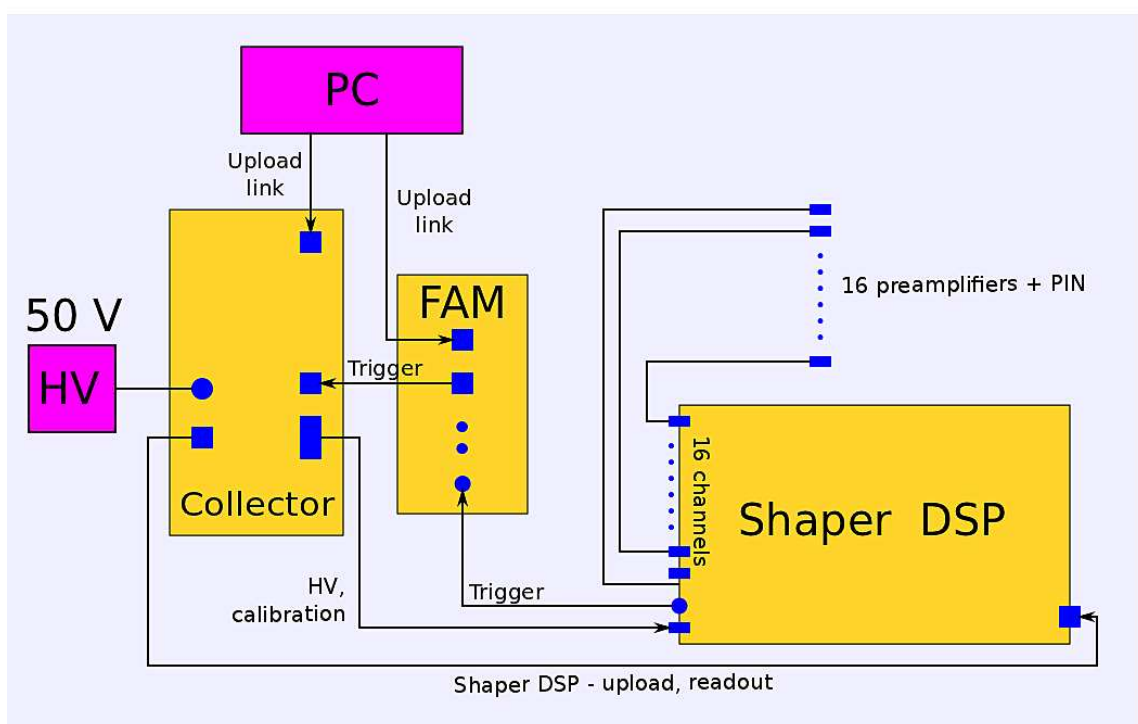 PC
Upload
link
Upload
link
50 V
HV
FAM
Trigger
Collector
16 preamplifiers + PIN
16 channels
Shaper DSP
HV,
calibration
Trigger
Shaper DSP - upload, readout